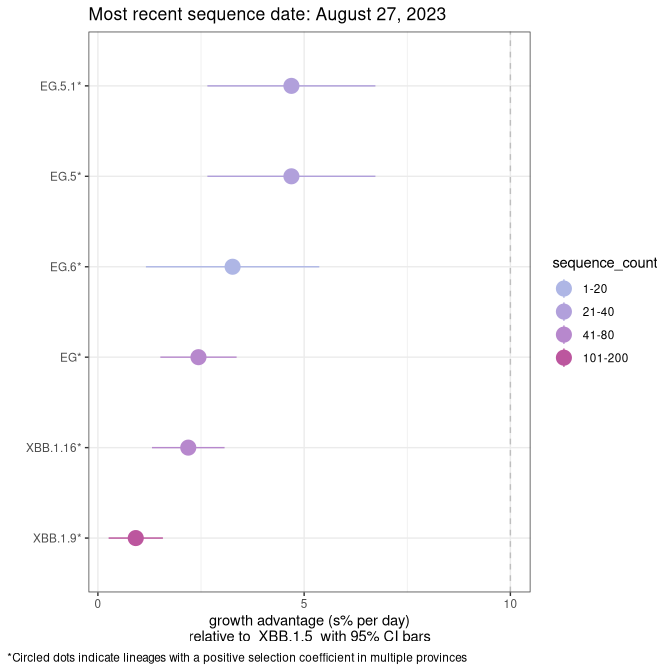 Most recent sequence date: August 27, 2023
EG.5.1*
EG.5*
EG.6*
EG*
XBB.1.16*
XBB.1.9*
0
5
10
growth advantage (s% per day)
relative to  XBB.1.5  with 95% CI bars
sequence_count
1-20
21-40
41-80
101-200
*Circled dots indicate lineages with a positive selection coefficient in multiple provinces